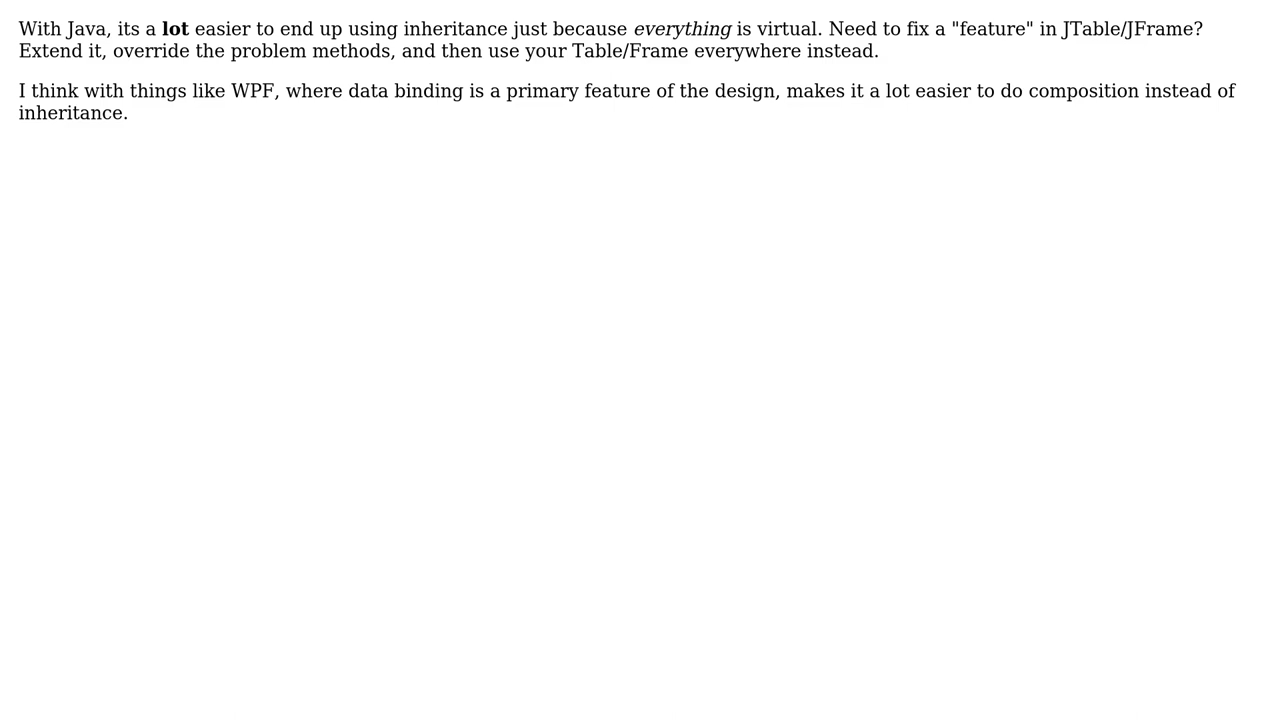 With Java, its a lot easier to end up using inheritance just because everything is virtual. Need to fix a "feature" in JTable/JFrame?
Extend it, override the problem methods, and then use your Table/Frame everywhere instead.
I think with things like WPF, where data binding is a primary feature of the design, makes it a lot easier to do composition instead of
inheritance.